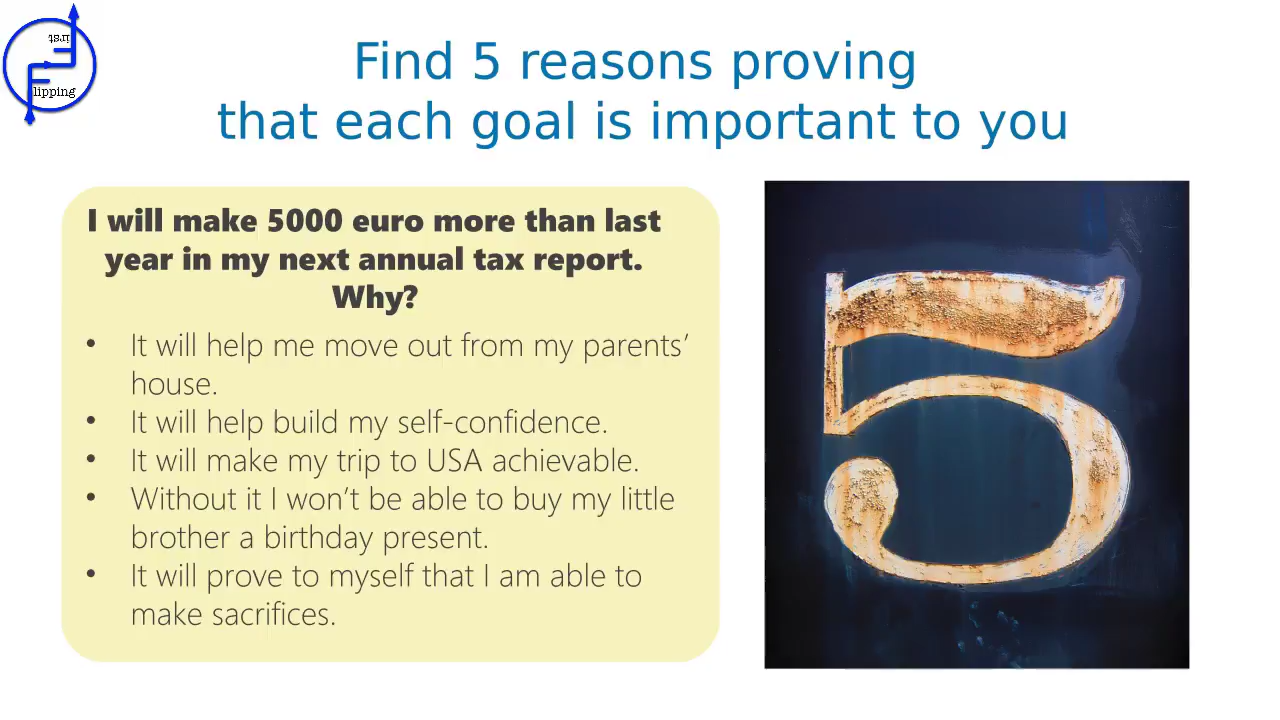 First
Flipping
Find 5 reasons proving
that each goal is important to you
I will make 5000 euro more than last
year in my next annual tax report.
Why?
• It will help me move out from my parents’
house.
• It will help build my self-confidence.
• It will make my trip to USA achievable.
• Without it I won’t be able to buy my little
brother a birthday present.
• It will prove to myself that I am able to
make sacrifices.
5